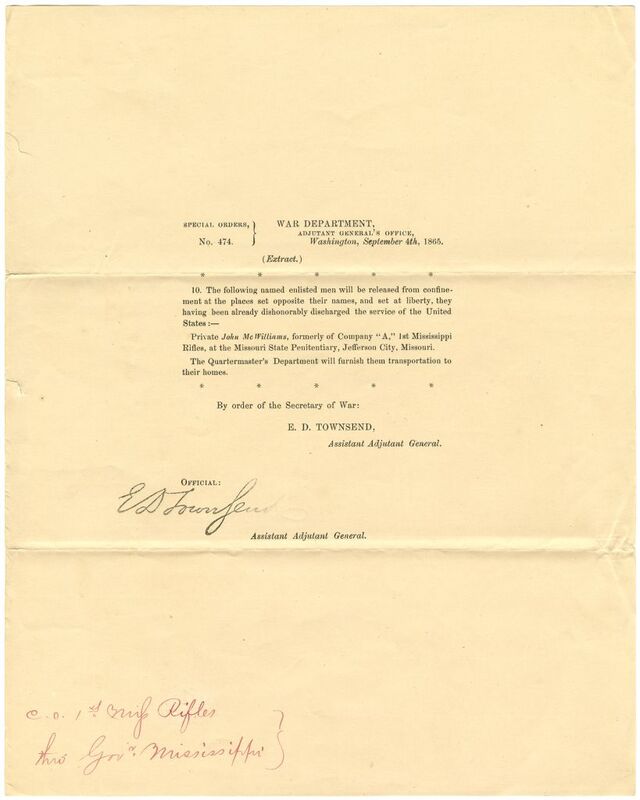 SPECIAL ORDERS, } WAR DEPARTMENT,
ADJUTANT GENERAL'S OFFICE,
No. 474. Washington, September 4th, 1865.
(Extract.)
* * * * *
10. The following named enlisted men will be released from confine-
ment at the places set opposite their names, and set at liberty, they
having been already dishonorably discharged the service of the United
States:—
Private John McWilliams, formerly of Company "A," 1st Mississippi
Rifles, at the Missouri State Penitentiary, Jefferson City, Missouri.
The Quartermaster's Department will furnish them transportation to
their homes.
* * * * *
By order of the Secretary of War:
E. D. TOWNSEND,
Assistant Adjutant General.
OFFICIAL:
E D Townsend
Assistant Adjutant General.
C. O. 1st Miss Rifles }
thro' Govr. Mississippi